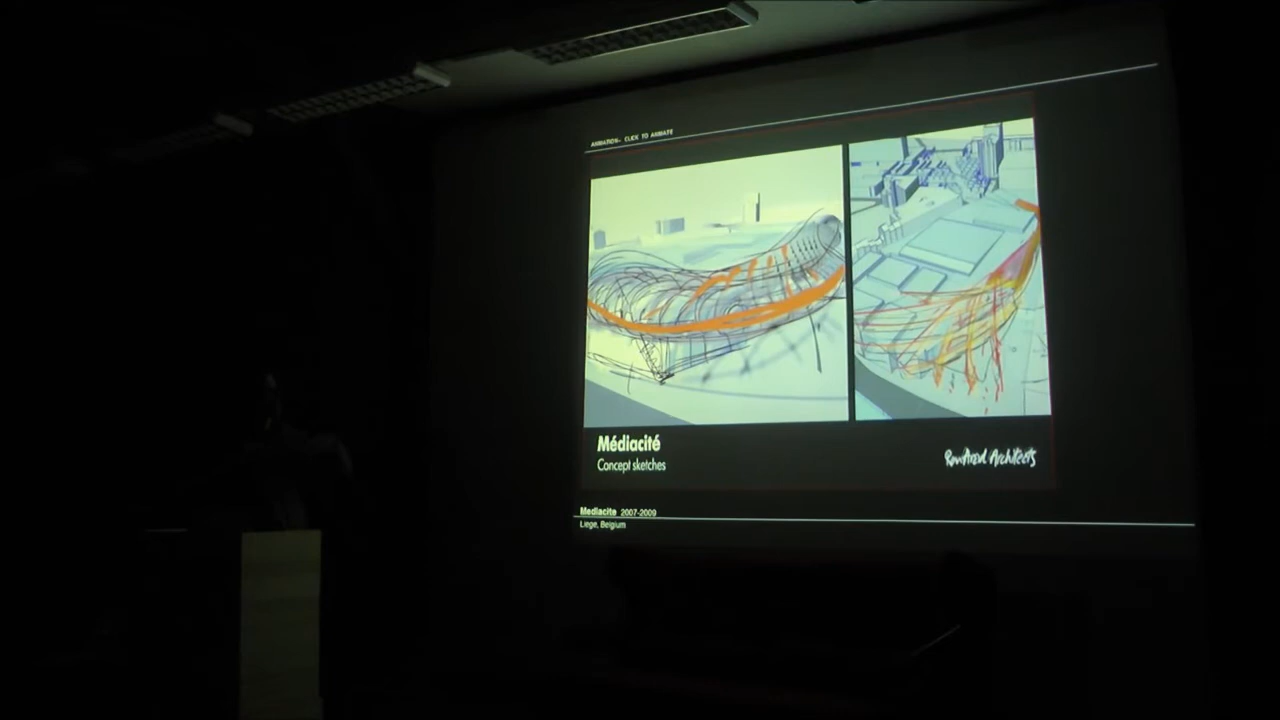 ANIMATION- CLICK TO ANIMATE
Médiacité
Concept sketches
Ron Arad Architects
Mediacite 2007-2009
Liege, Belgium